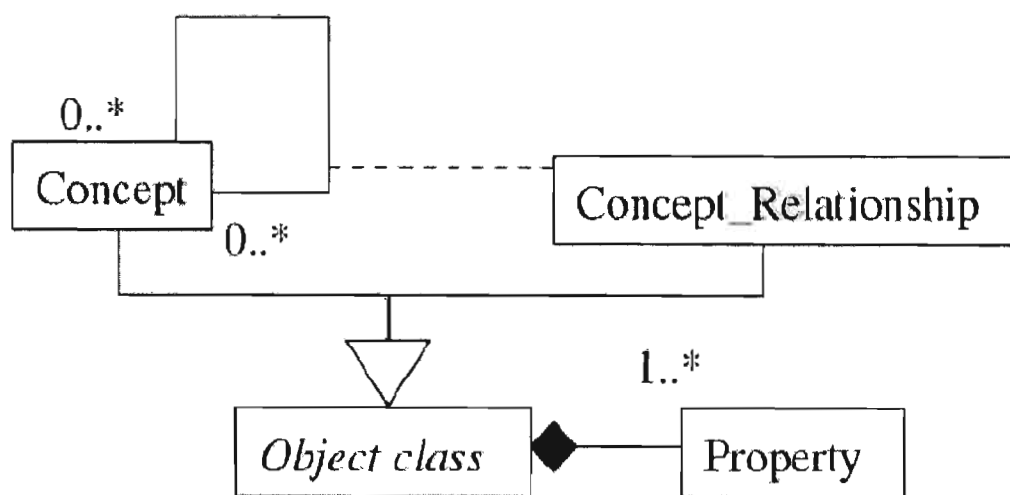 0..*
Concept
0..*
Concept_Relationship
1..*
Object class
Property